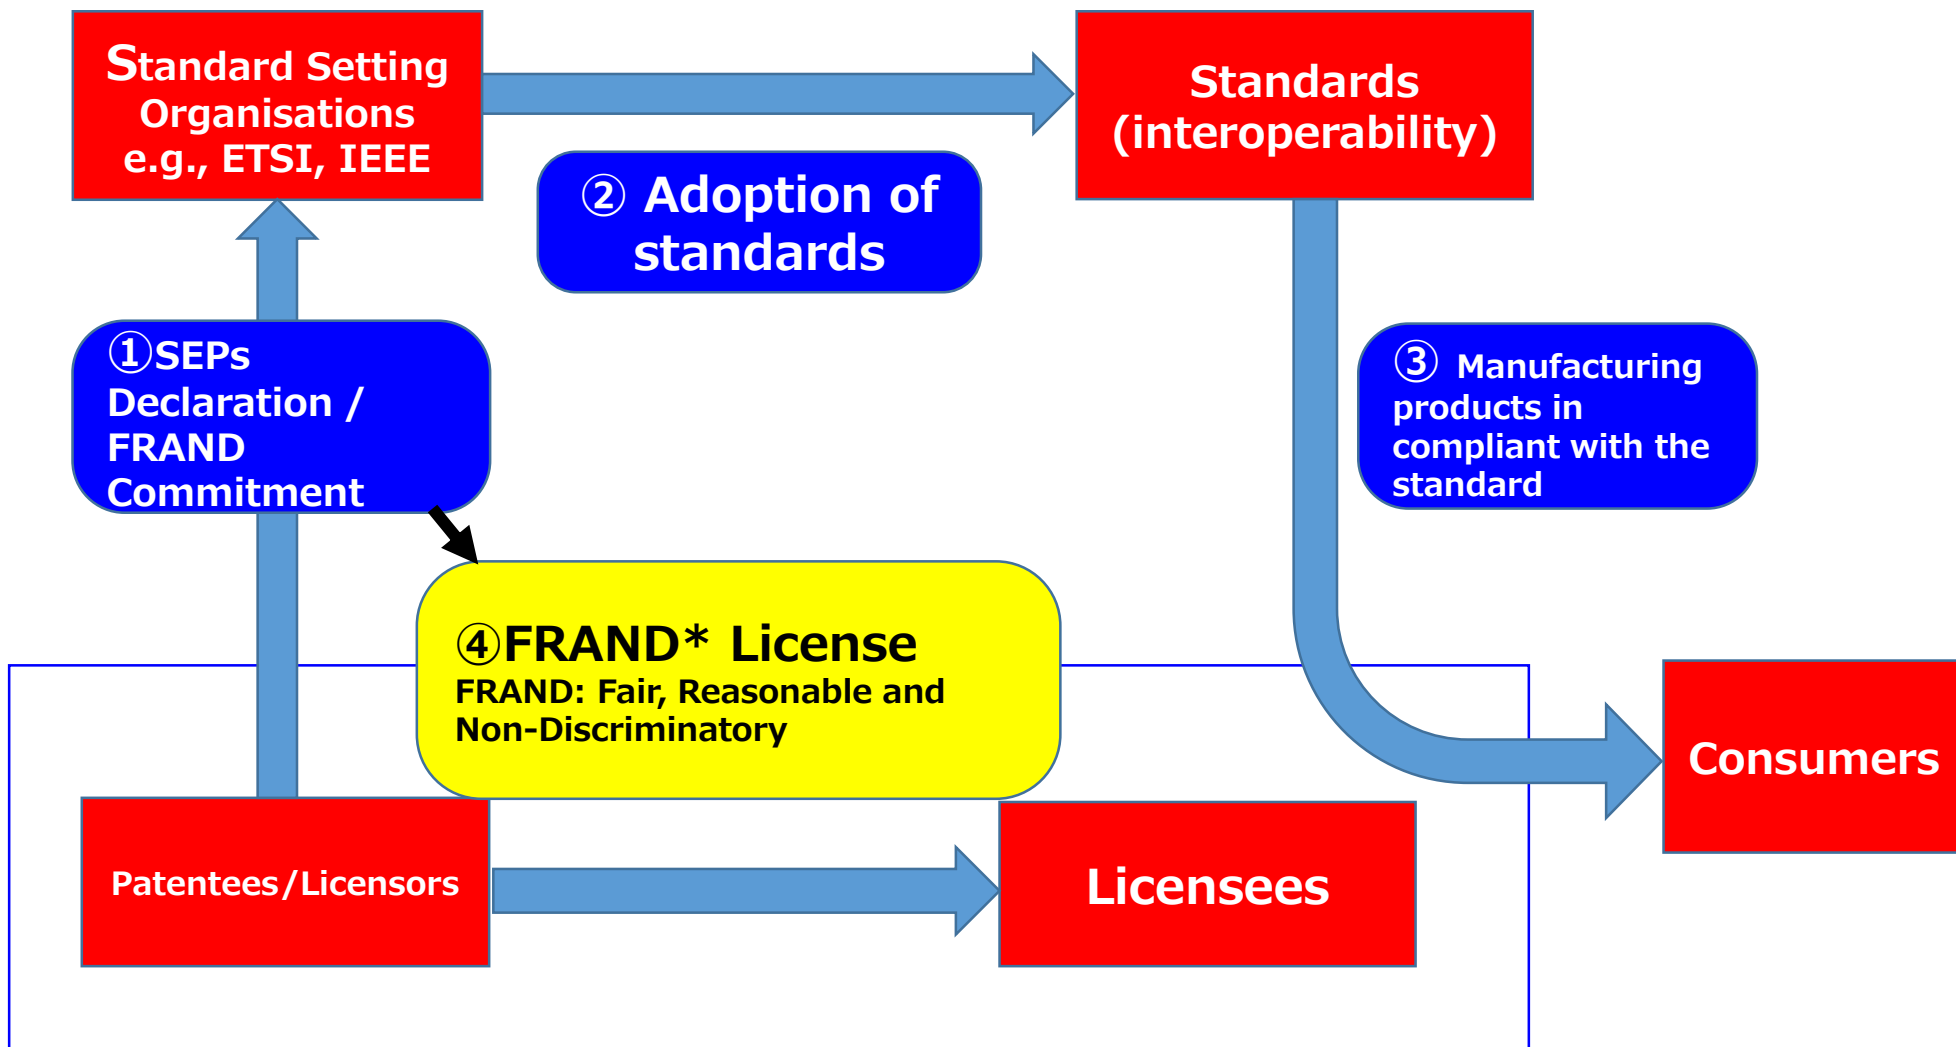 Standard Setting
Organisations
e.g., ETSI, IEEE
Standards
(interoperability)
② Adoption of
standards
①SEPs
Declaration /
FRAND
Commitment
③ Manufacturing
products in
compliant with the
standard
④FRAND* License
FRAND: Fair, Reasonable and
Non-Discriminatory
Consumers
Patentees/Licensors
Licensees